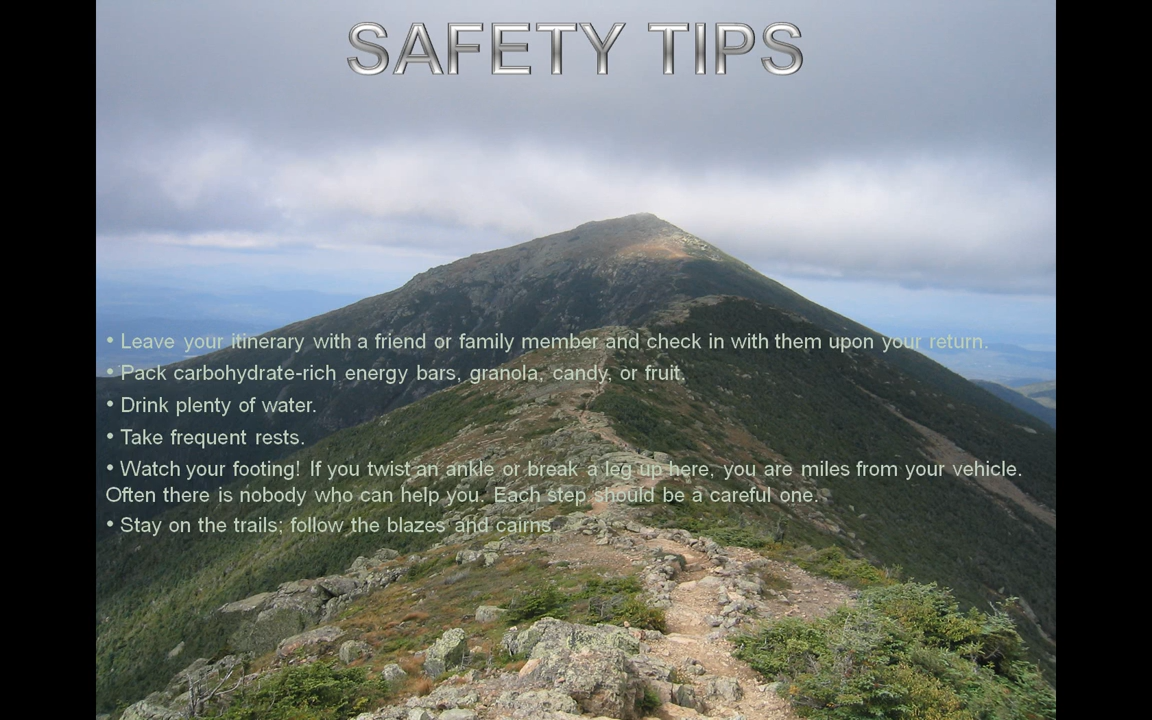 SAFETY TIPS
• Leave your itinerary with a friend or family member and check in with them upon your return.
• Pack carbohydrate-rich energy bars, granola, candy, or fruit.
• Drink plenty of water.
• Take frequent rests.
• Watch your footing! If you twist an ankle or break a leg up here, you are miles from your vehicle.
Often there is nobody who can help you. Each step should be a careful one.
• Stay on the trails; follow the blazes and cairns.